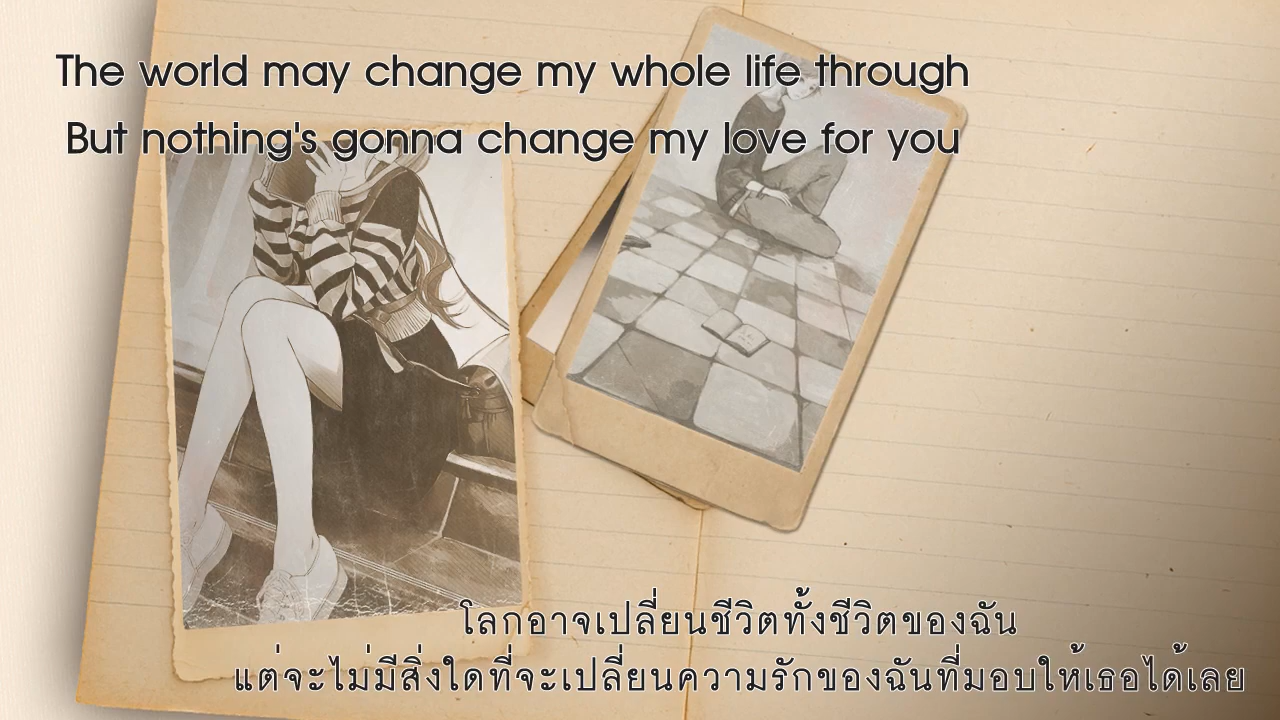 The world may change my whole life through
But nothing's gonna change my love for you
โลกอาจเปลี่ยนชีวิตทั้งชีวิตของฉัน
แต่จะไม่มีสิ่งใดที่จะเปลี่ยนความรักของฉันที่มอบให้เธอได้เลย